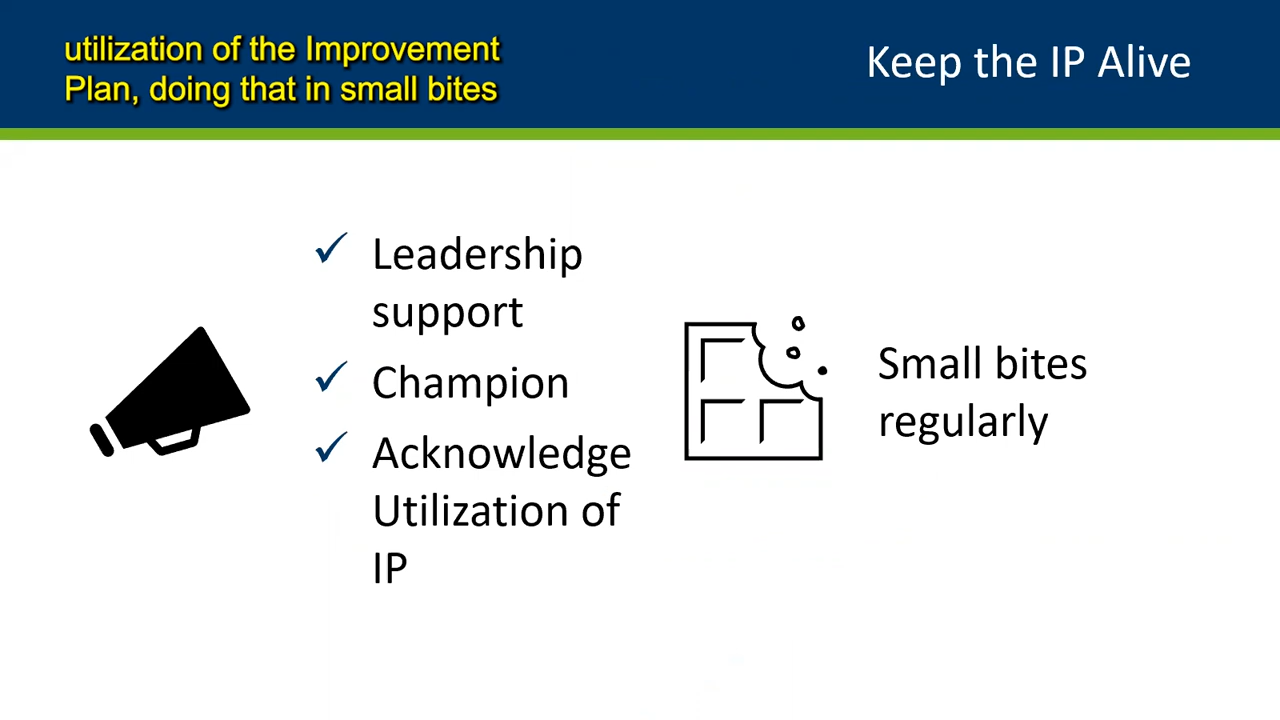 utilization of the Improvement
Plan, doing that in small bites
Keep the IP Alive
Leadership
support
Champion
Acknowledge
Utilization of
IP
Small bites
regularly